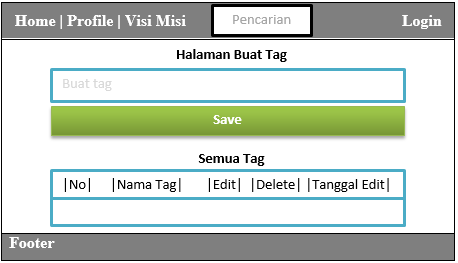 Home | Profile | Visi Misi Pencarian Login
Halaman Buat Tag
Buat tag
Save
Semua Tag
|No| |Nama Tag| |Edit| |Delete| |Tanggal Edit|
Footer